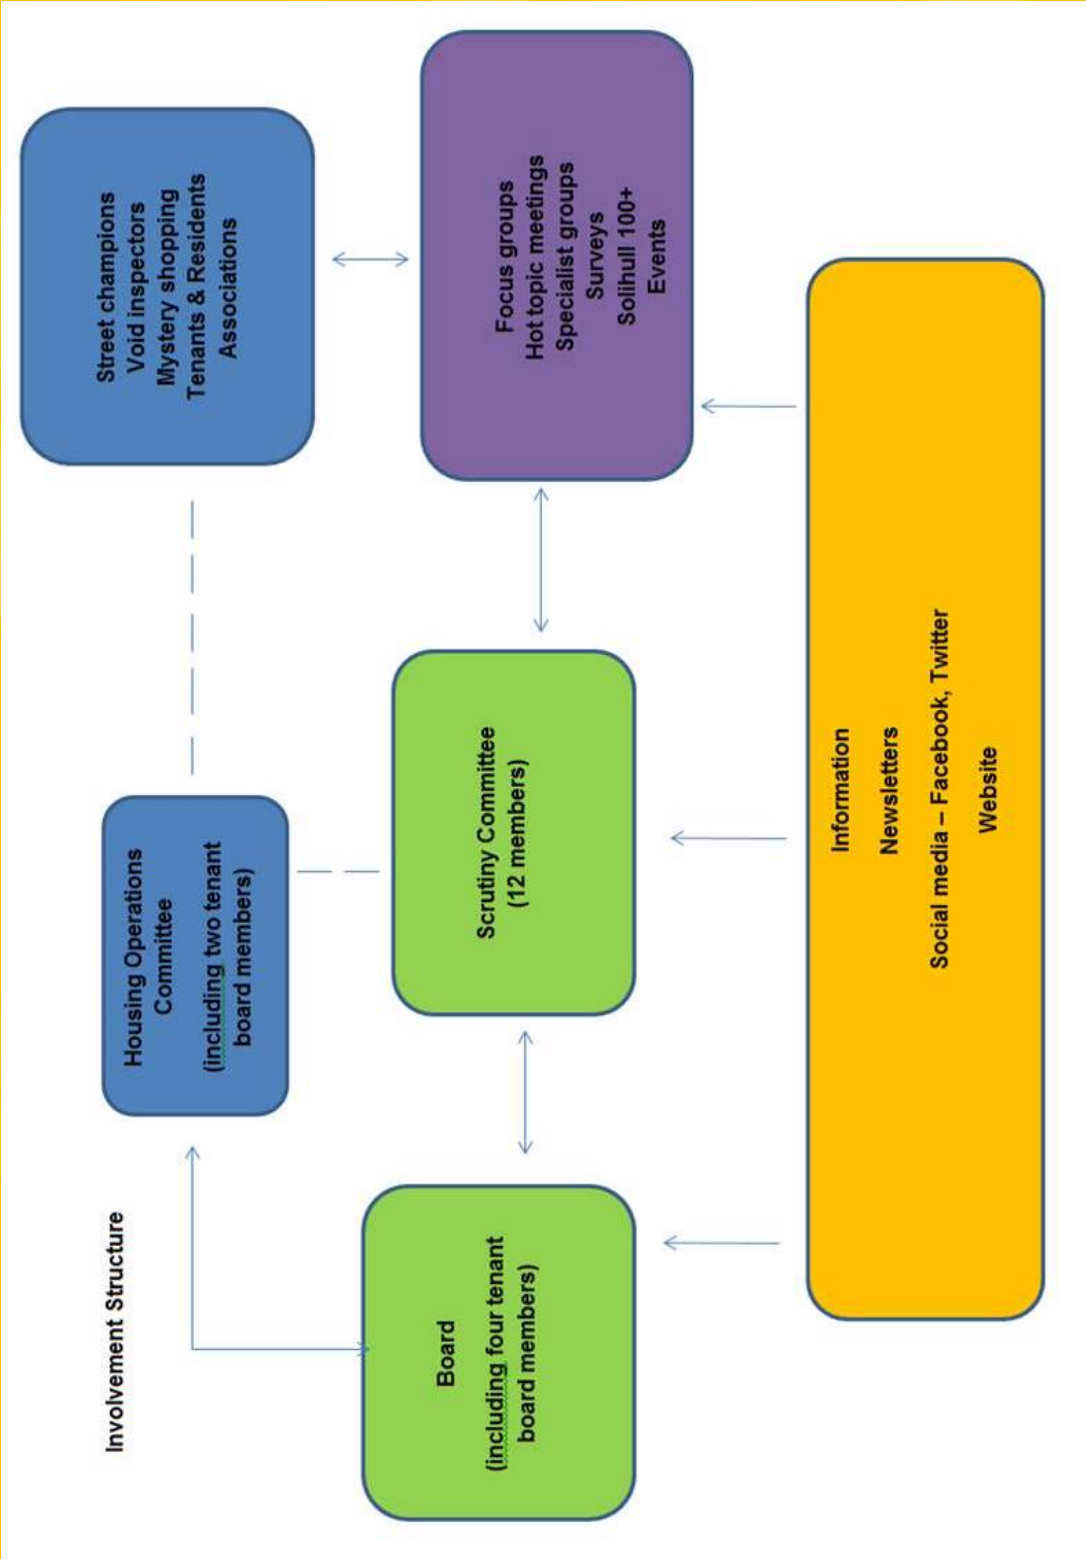 Involvement Structure
Housing Operations
Committee
(including two tenant
board members)
Street champions
Void inspectors
Mystery shopping
Tenants & Residents
Associations
Board
(including four tenant
board members)
Scrutiny Committee
(12 members)
Focus groups
Hot topic meetings
Specialist groups
Surveys
Solihull 100+
Events
Information
Newsletters
Social media – Facebook, Twitter
Website